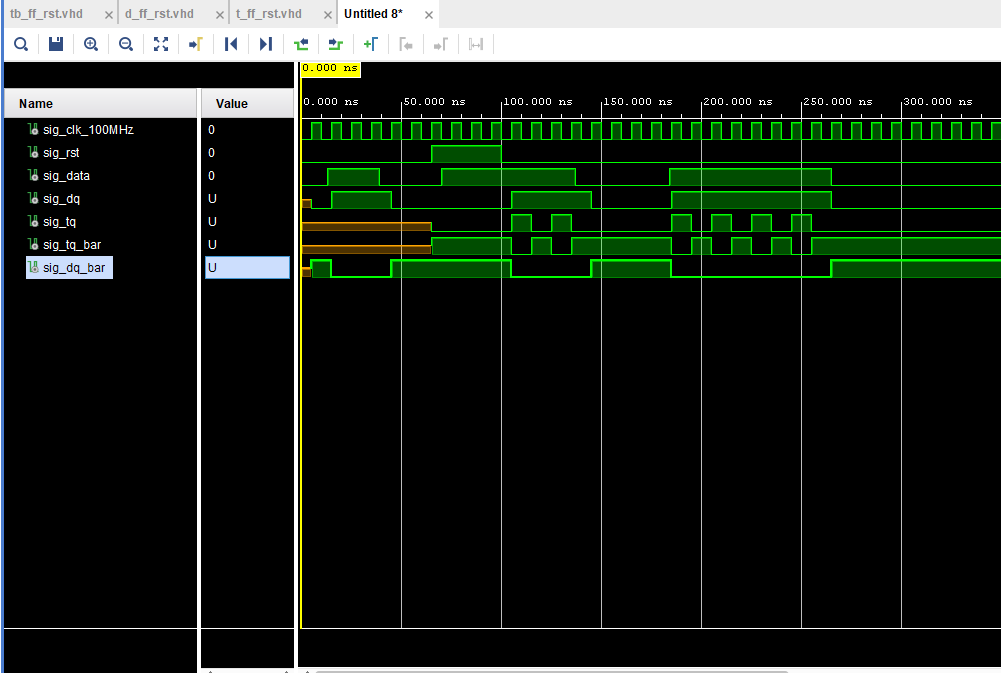 tb_ff_rst.vhd d_ff_rst.vhd t_ff_rst.vhd Untitled 8*
0.000 ns
Name Value
0.000 ns 50.000 ns 100.000 ns 150.000 ns 200.000 ns 250.000 ns 300.000 ns
sig_clk_100MHz 0
sig_rst 0
sig_data 0
sig_dq U
sig_tq U
sig_tq_bar U
sig_dq_bar U